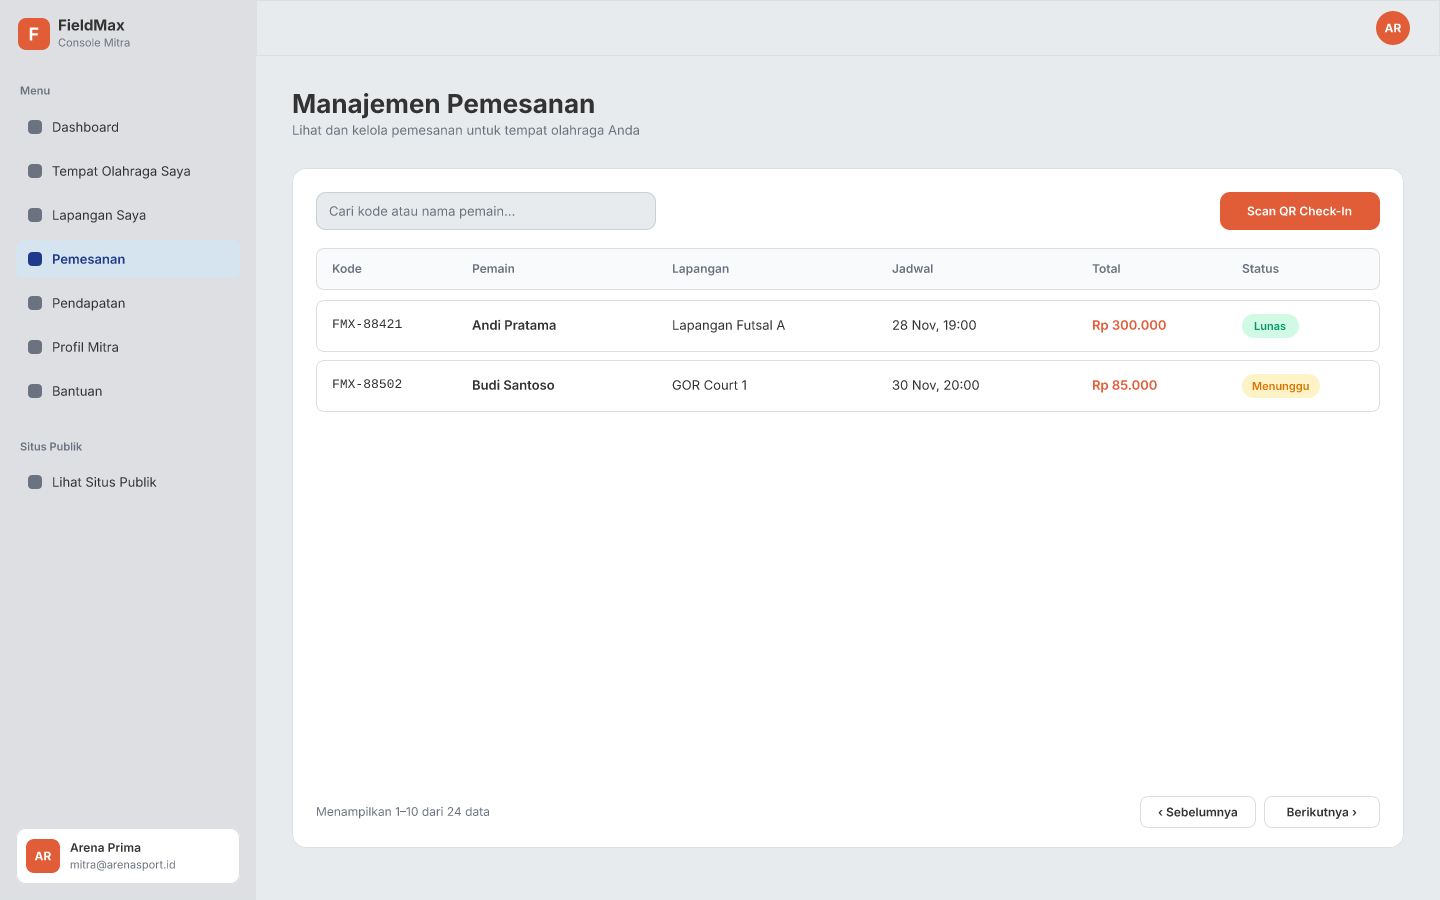 F
FieldMax
Console Mitra
Menu
Dashboard
Tempat Olahraga Saya
Lapangan Saya
Pemesanan
Pendapatan
Profil Mitra
Bantuan
Situs Publik
Lihat Situs Publik
AR
Arena Prima
mitra@arenasport.id
AR
Manajemen Pemesanan
Lihat dan kelola pemesanan untuk tempat olahraga Anda
Cari kode atau nama pemain...
Scan QR Check-In
Kode Pemain Lapangan Jadwal Total Status
FMX-88421 Andi Pratama Lapangan Futsal A 28 Nov, 19:00 Rp 300.000 Lunas
FMX-88502 Budi Santoso GOR Court 1 30 Nov, 20:00 Rp 85.000 Menunggu
Menampilkan 1–10 dari 24 data
‹ Sebelumnya
Berikutnya ›